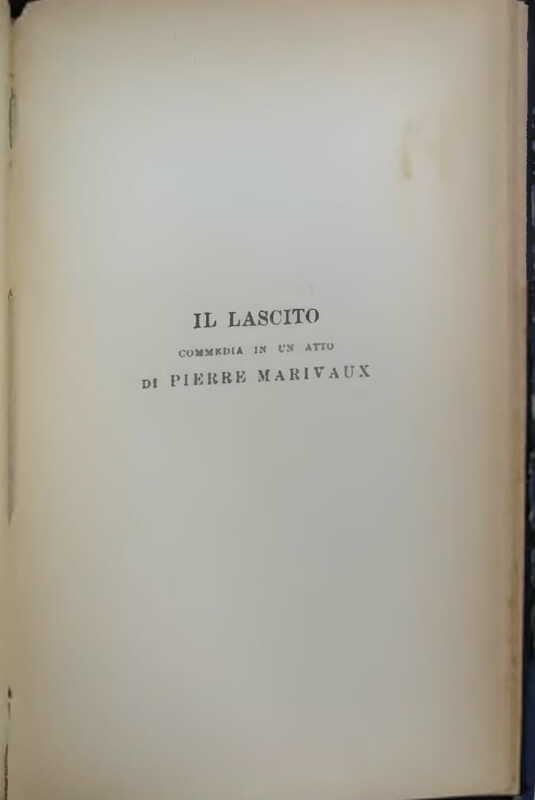 IL LASCITO
COMMEDIA IN UN ATTO
DI PIERRE MARIVAUX